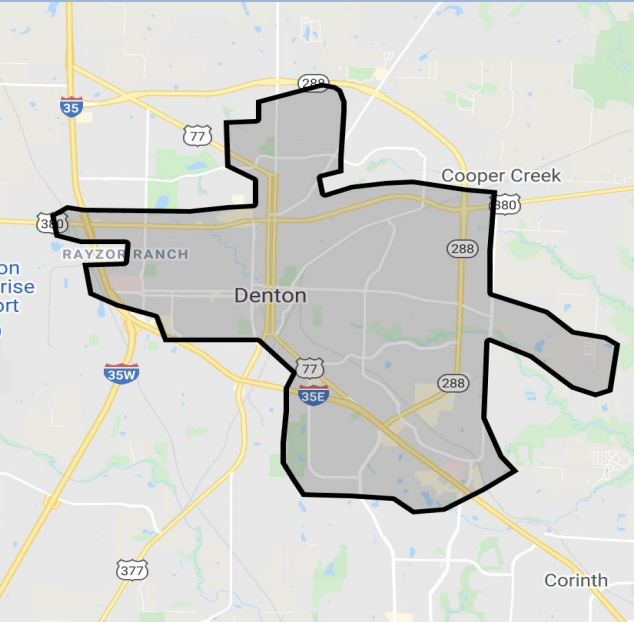 288
35
77
Cooper Creek
380
380
288
RAYZOR RANCH
on
rise
ort
Denton
77
35W
288
35E
377
Corinth